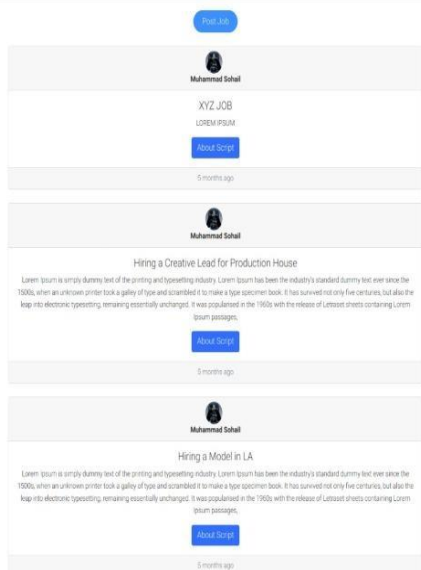 Post Job
Muhammad Sohail
XYZ JOB
LOREM IPSUM
About Script
5 months ago
Muhammad Sohail
Hiring a Creative Lead for Production House
Lorem Ipsum is simply dummy text of the printing and typesetting industry. Lorem Ipsum has been the industry's standard dummy text ever since the
1500s, when an unknown printer took a galley of type and scrambled it to make a type specimen book. It has survived not only five centuries, but also the
leap into electronic typesetting, remaining essentially unchanged. It was popularised in the 1960s with the release of Letraset sheets containing Lorem
Ipsum passages,
About Script
5 months ago
Muhammad Sohail
Hiring a Model in LA
Lorem Ipsum is simply dummy text of the printing and typesetting industry. Lorem Ipsum has been the industry's standard dummy text ever since the
1500s, when an unknown printer took a galley of type and scrambled it to make a type specimen book. It has survived not only five centuries, but also the
leap into electronic typesetting, remaining essentially unchanged. It was popularised in the 1960s with the release of Letraset sheets containing Lorem
Ipsum passages,
About Script
5 months ago